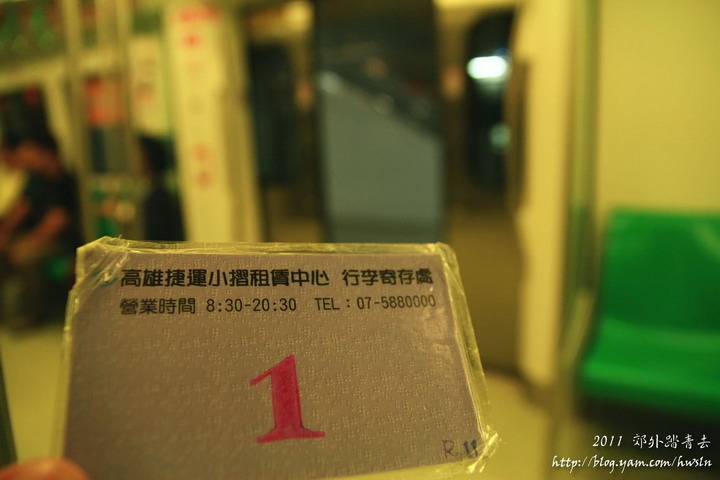 高雄捷運小摺租賃中心 行李寄存處
營業時間 8:30-20:30 TEL：07-5880000
1
R 11
2011 郊外踏青去
http://blog.yam.com/hwsln